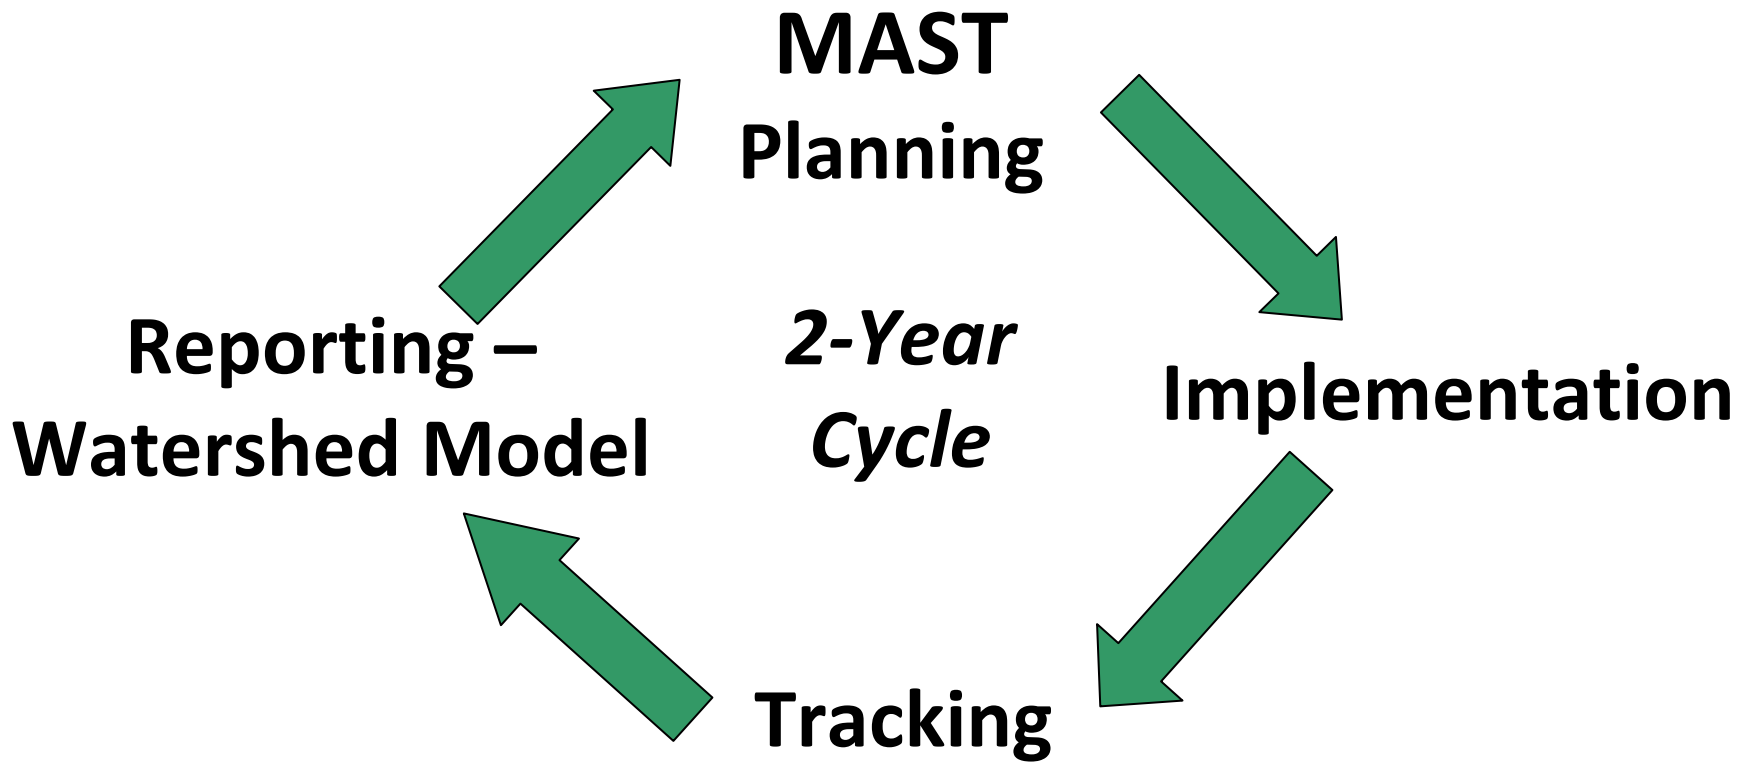 MAST
Planning
2-Year
Cycle
Reporting –
Watershed Model
Implementation
Tracking